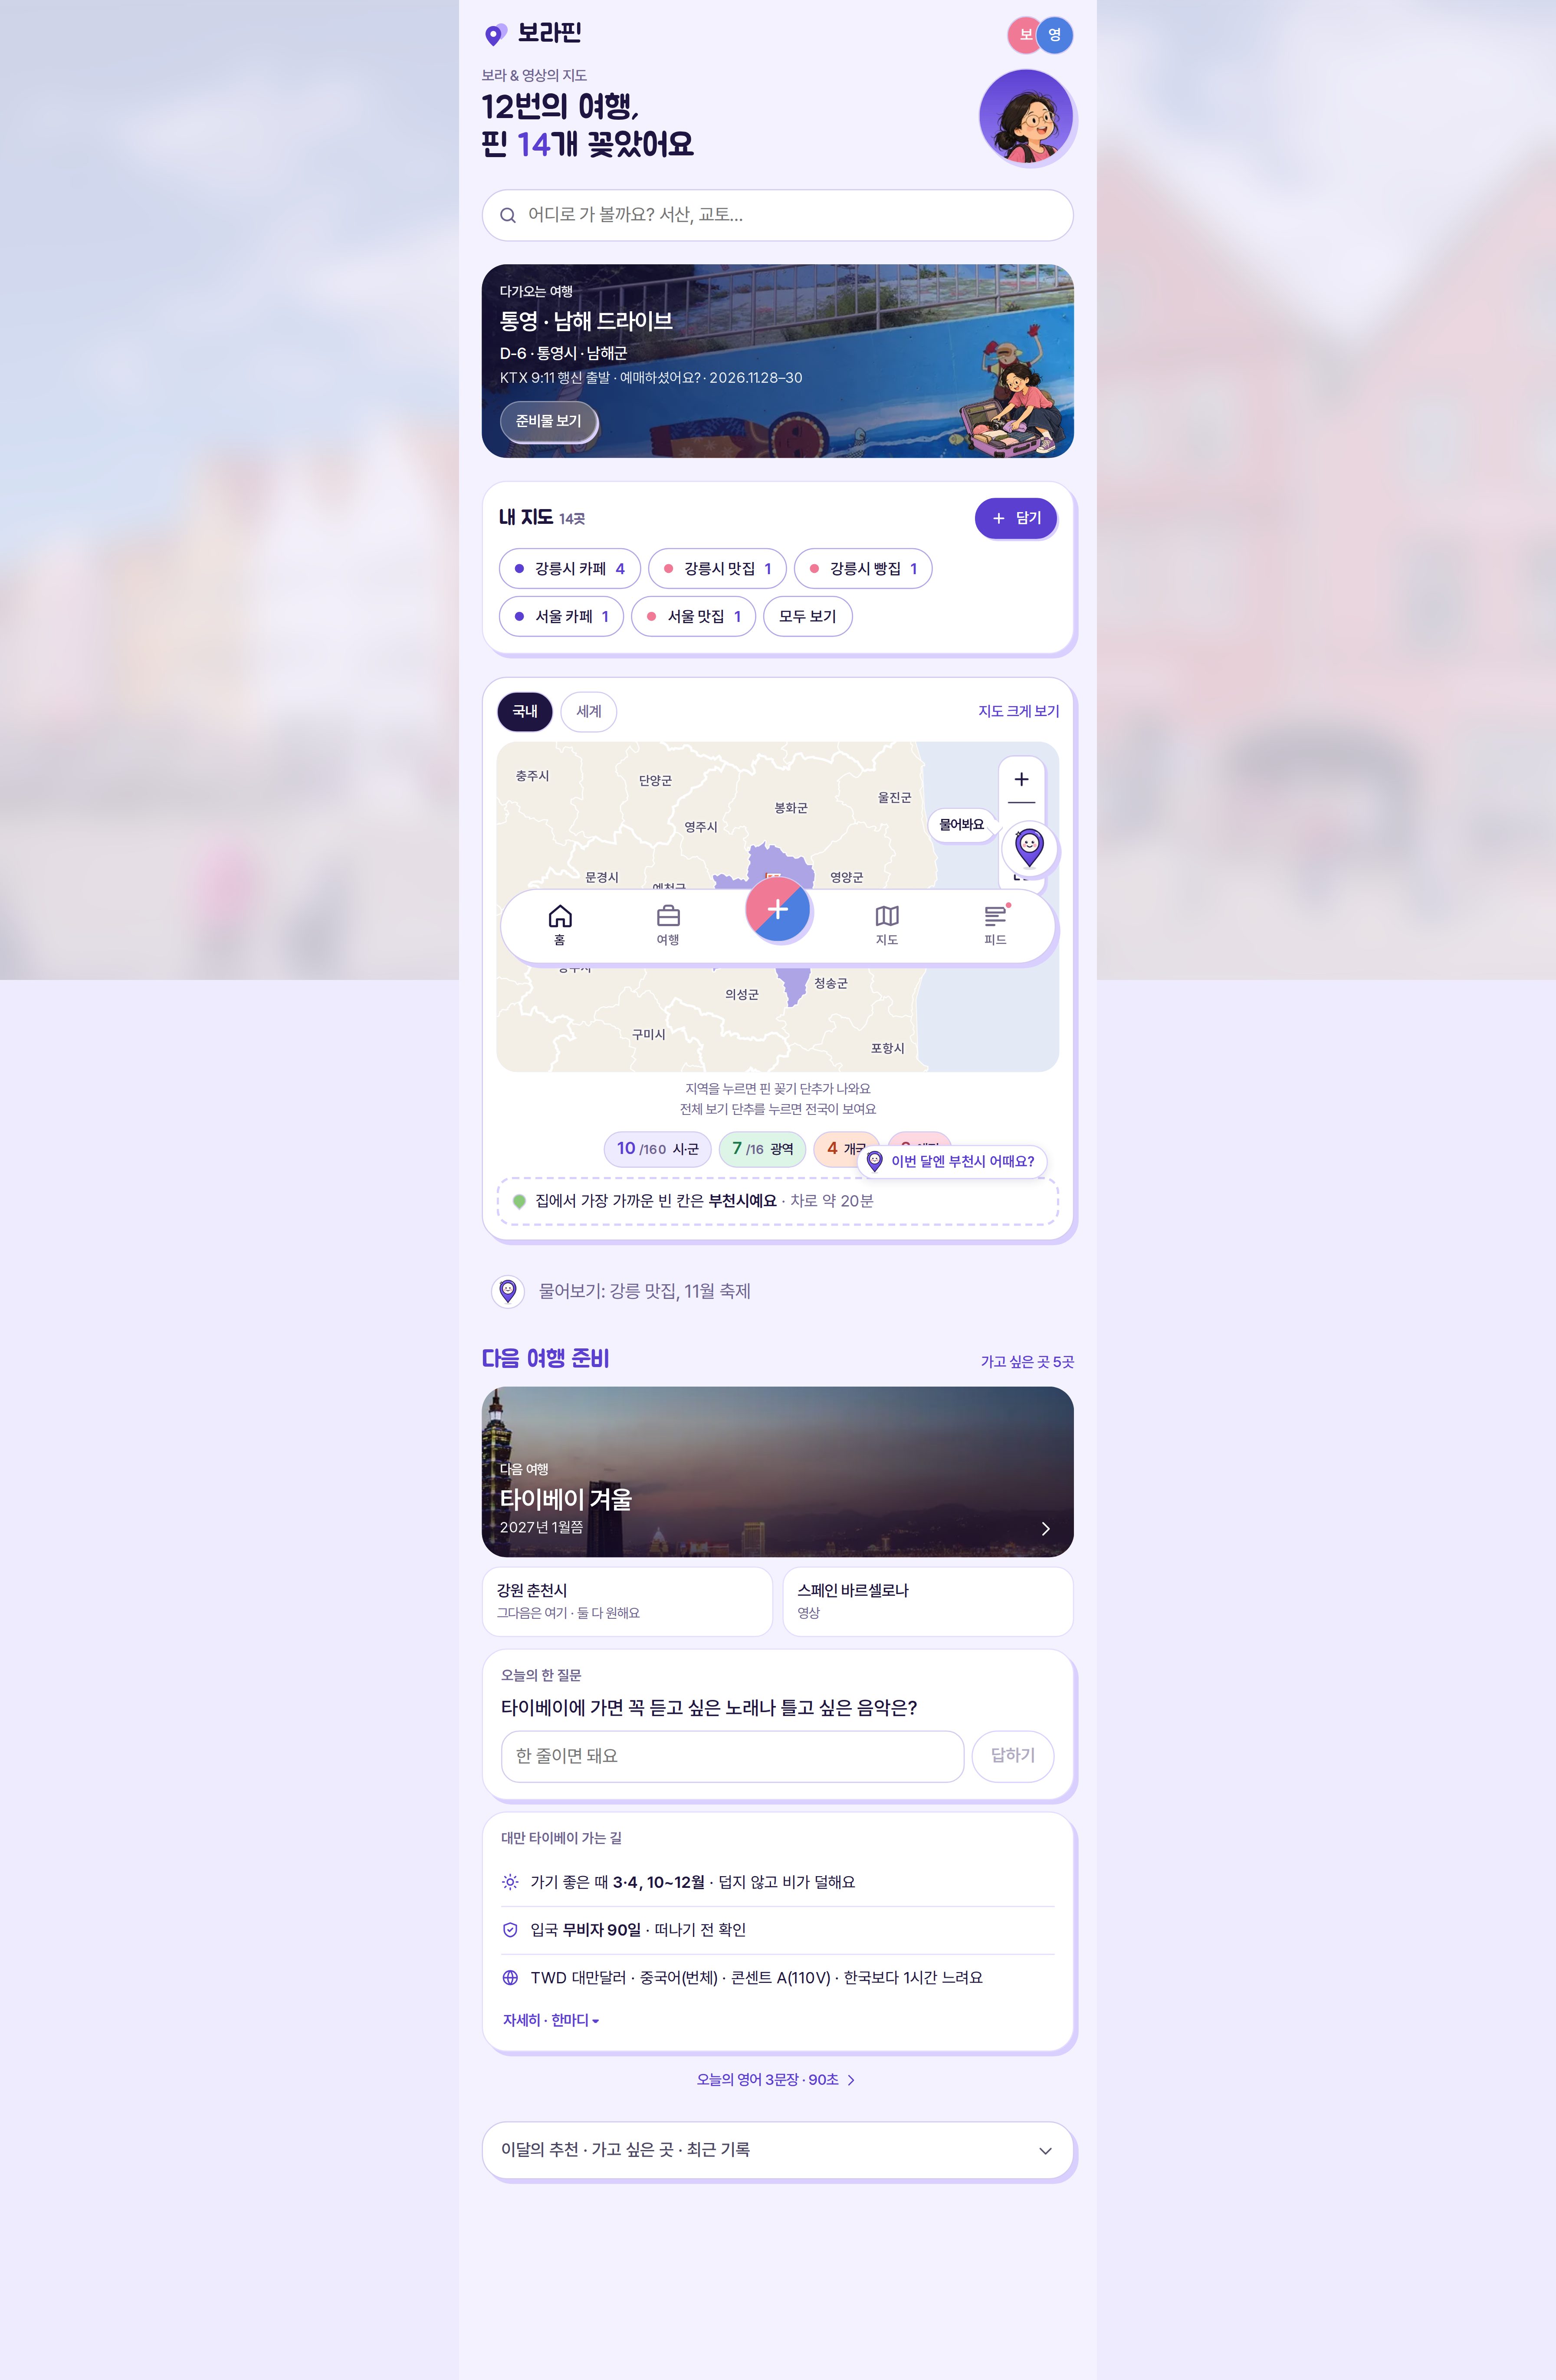 보라핀
보 영
보라 & 영상의 지도
12번의 여행,
핀 14개 꽂았어요
어디로 가 볼까요? 서산, 교토...
다가오는 여행
통영 · 남해 드라이브
D-6 · 통영시 · 남해군
KTX 9:11 행신 출발 · 예매하셨어요? · 2026.11.28–30
준비물 보기
내 지도 14곳
+ 담기
강릉시 카페 4
강릉시 맛집 1
강릉시 빵집 1
서울 카페 1
서울 맛집 1
모두 보기
국내
세계
지도 크게 보기
충주시
단양군
울진군
봉화군
영주시
물어봐요
문경시
영양군
홈
여행
지도
피드
청송군
의성군
구미시
포항시
지역을 누르면 핀 꽂기 단추가 나와요
전체 보기 단추를 누르면 전국이 보여요
10 /160 시·군
7 /16 광역
4 개국
이번 달엔 부천시 어때요?
집에서 가장 가까운 빈 칸은 부천시예요 · 차로 약 20분
물어보기: 강릉 맛집, 11월 축제
다음 여행 준비
가고 싶은 곳 5곳
다음 여행
타이베이 겨울
2027년 1월쯤
강원 춘천시
그다음은 여기 · 둘 다 원해요
스페인 바르셀로나
영상
오늘의 한 질문
타이베이에 가면 꼭 듣고 싶은 노래나 틀고 싶은 음악은?
한 줄이면 돼요
답하기
대만 타이베이 가는 길
가기 좋은 때 3·4, 10~12월 · 덥지 않고 비가 덜해요
입국 무비자 90일 · 떠나기 전 확인
TWD 대만달러 · 중국어(번체) · 콘센트 A(110V) · 한국보다 1시간 느려요
자세히 · 한마디
오늘의 영어 3문장 · 90초
이달의 추천 · 가고 싶은 곳 · 최근 기록